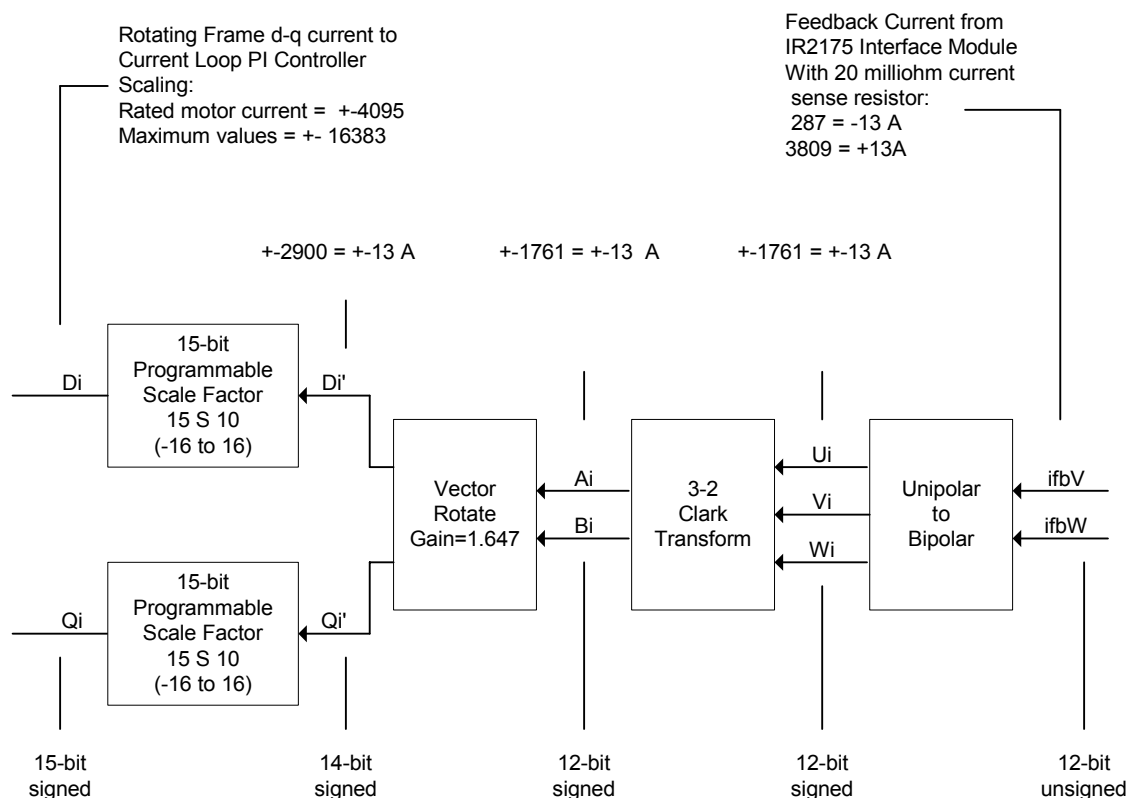 Rotating Frame d-q current to
Current Loop PI Controller
Scaling:
Rated motor current = +-4095
Maximum values = +- 16383
Feedback Current from
IR2175 Interface Module
With 20 milliohm current
sense resistor:
287 = -13 A
3809 = +13A
+-2900 = +-13 A
+-1761 = +-13 A
+-1761 = +-13 A
Di
15-bit
Programmable
Scale Factor
15 S 10
(-16 to 16)
Di'
Qi
15-bit
Programmable
Scale Factor
15 S 10
(-16 to 16)
Qi'
Vector
Rotate
Gain=1.647
Ai
Bi
3-2
Clark
Transform
Ui
Vi
Wi
Unipolar
to
Bipolar
ifbV
ifbW
15-bit
signed
14-bit
signed
12-bit
signed
12-bit
signed
12-bit
unsigned